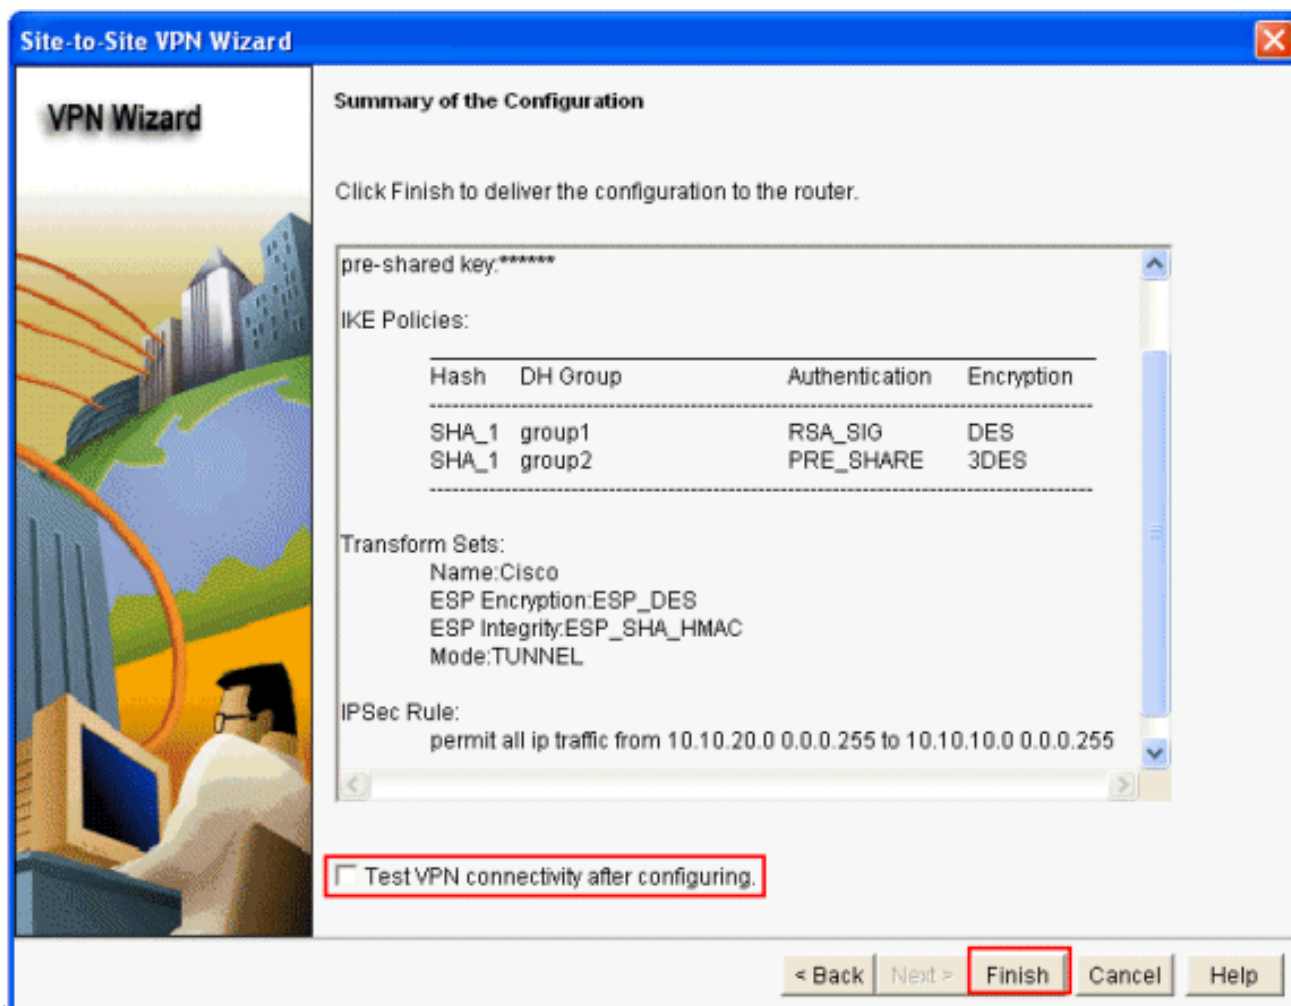 Site-to-Site VPN Wizard
VPN Wizard
Summary of the Configuration
Click Finish to deliver the configuration to the router.
pre-shared key:******
IKE Policies:
Hash DH Group Authentication Encryption
SHA_1 group1 RSA_SIG DES
SHA_1 group2 PRE_SHARE 3DES
Transform Sets:
Name:Cisco
ESP Encryption:ESP_DES
ESP Integrity:ESP_SHA_HMAC
Mode:TUNNEL
IPSec Rule:
permit all ip traffic from 10.10.20.0 0.0.0.255 to 10.10.10.0 0.0.0.255
Test VPN connectivity after configuring.
< Back Next > Finish Cancel Help